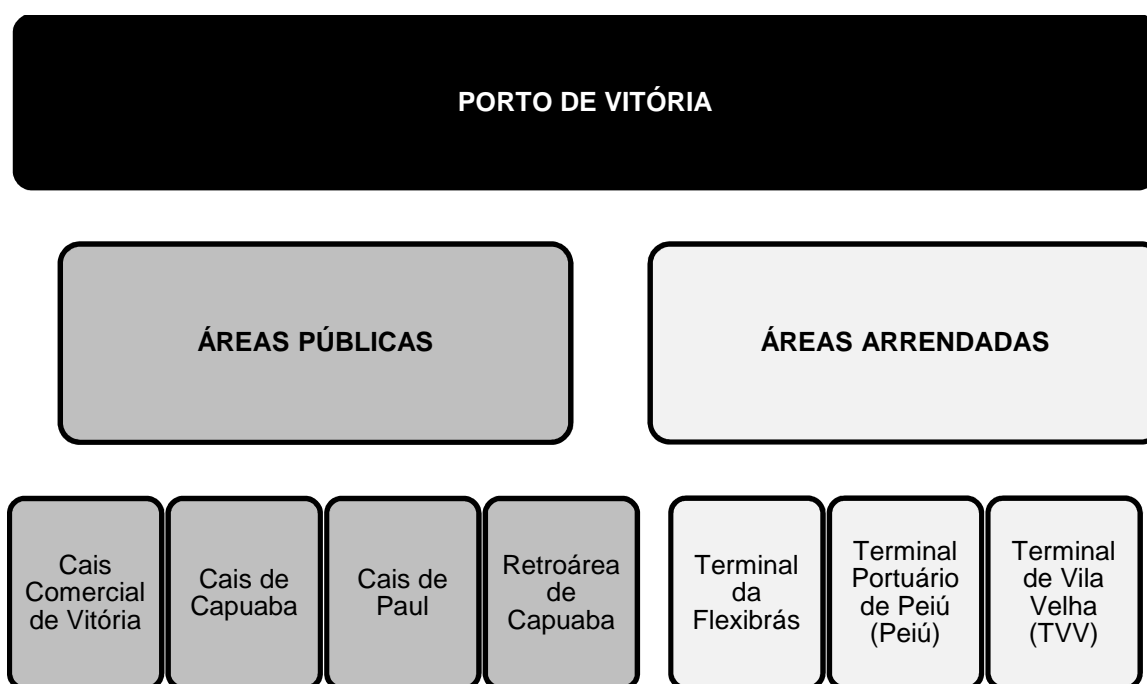 PORTO DE VITÓRIA
ÁREAS PÚBLICAS
ÁREAS ARRENDADAS
Cais
Comercial
de Vitória
Cais de
Capuaba
Cais de
Paul
Retroárea
de
Capuaba
Terminal
da
Flexibrás
Terminal
Portuário
de Peiú
(Peiú)
Terminal
de Vila
Velha
(TVV)